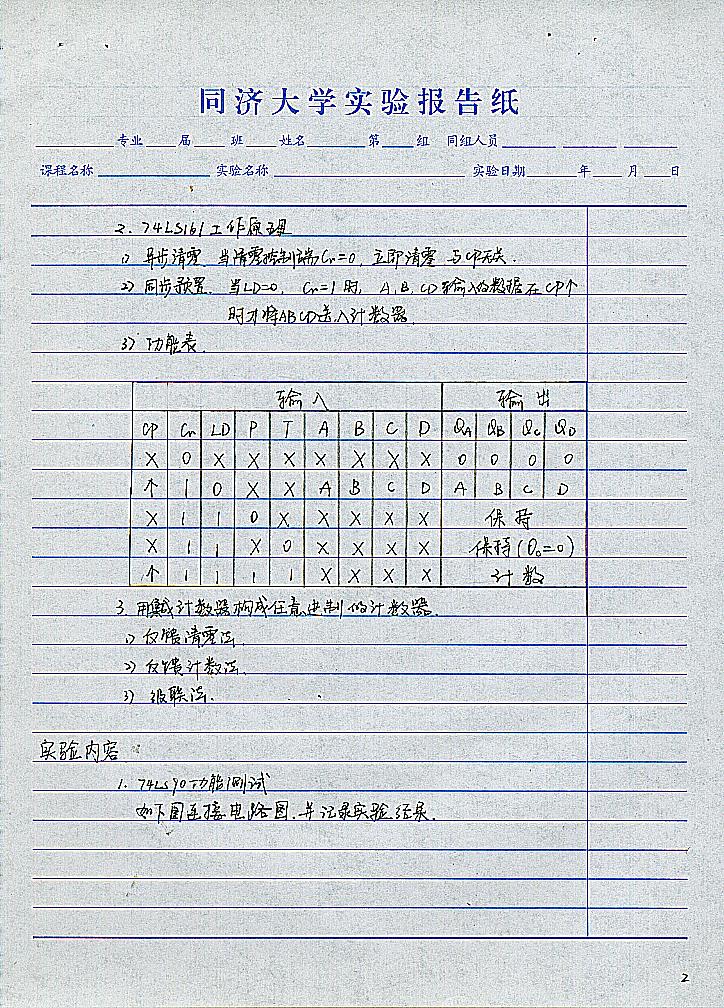 同济大学实验报告纸
专业 届 班 姓名 第 组 同组人员
课程名称 实验名称 实验日期 年 月 日
2. 74LS161工作原理
1) 异步清零 当清零控制端Cr=0, 立即清零 与CP无关.
2) 同步预置. 当LD=0, Cr=1时, A,B,CD输入的数据在CP个
时才将ABCD送入计数器.
3) 功能表.
输入 输出
CP Cr LD P T A B C D QA QB QC QD
X 0 X X X X X X X 0 0 0 0
↑ 1 0 X X A B C D A B C D
X 1 1 0 X X X X X 保持
X 1 1 X 0 X X X X 保持(O0=0)
↑ 1 1 1 1 X X X X 计数
3. 用集成计数器构成任意进制的计数器.
1) 反馈清零法.
2) 反馈计数法.
3) 级联法.
实验内容
1. 74LS90功能测试
如下图连接电路图.并记录实验结果.
2